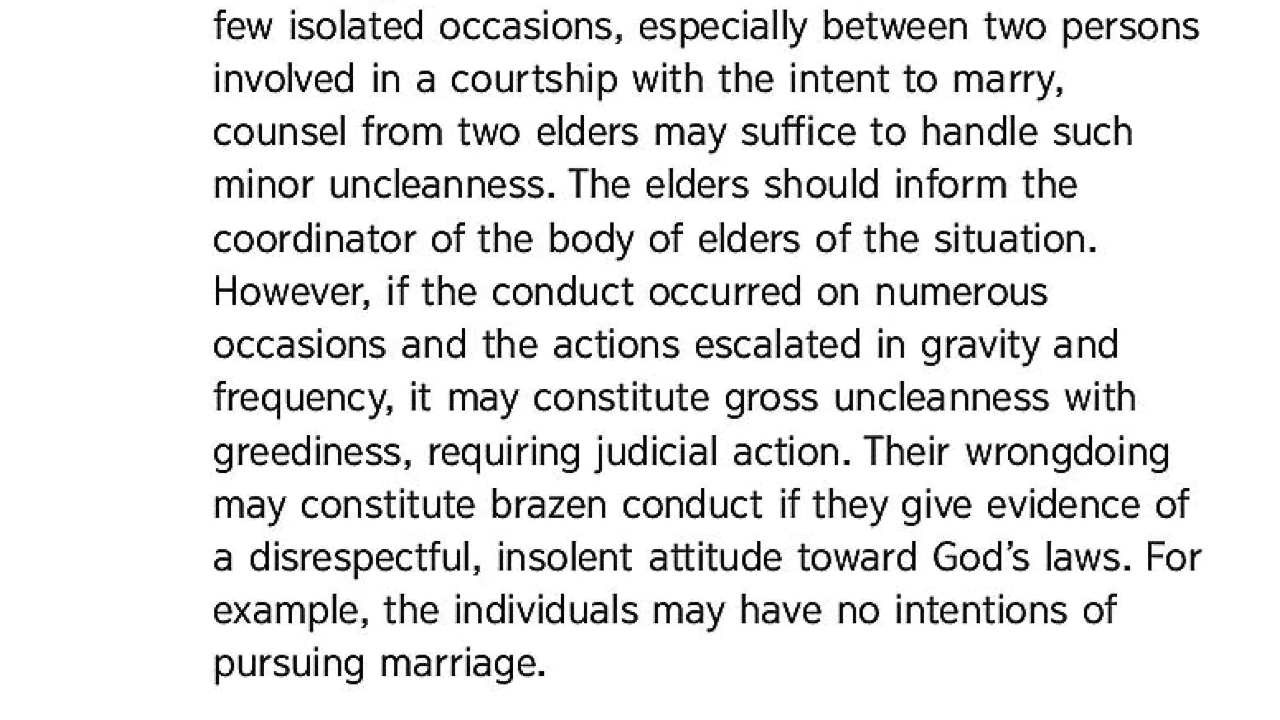 few isolated occasions, especially between two persons
involved in a courtship with the intent to marry,
counsel from two elders may suffice to handle such
minor uncleanness. The elders should inform the
coordinator of the body of elders of the situation.
However, if the conduct occurred on numerous
occasions and the actions escalated in gravity and
frequency, it may constitute gross uncleanness with
greediness, requiring judicial action. Their wrongdoing
may constitute brazen conduct if they give evidence of
a disrespectful, insolent attitude toward God’s laws. For
example, the individuals may have no intentions of
pursuing marriage.